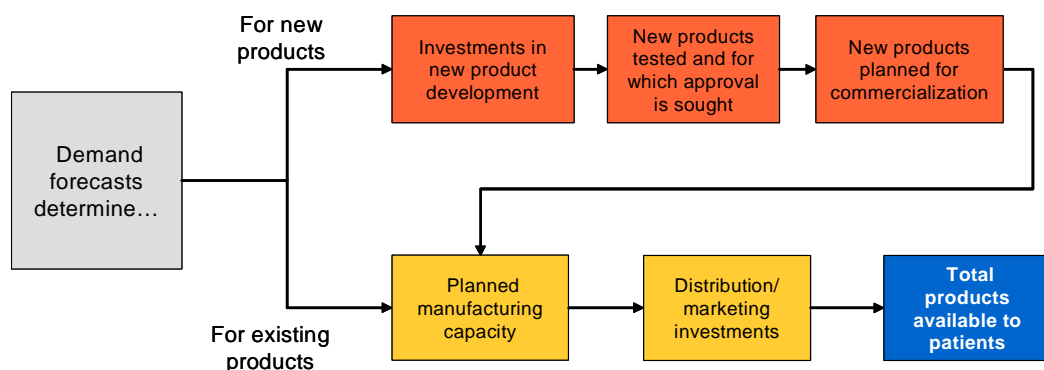 For new
products
Investments in
new product
development
New products
tested and for
which approval
is sought
New products
planned for
commercialization
Demand
forecasts
determine…
Planned
manufacturing
capacity
Distribution/
marketing
investments
Total
products
available to
patients
For existing
products